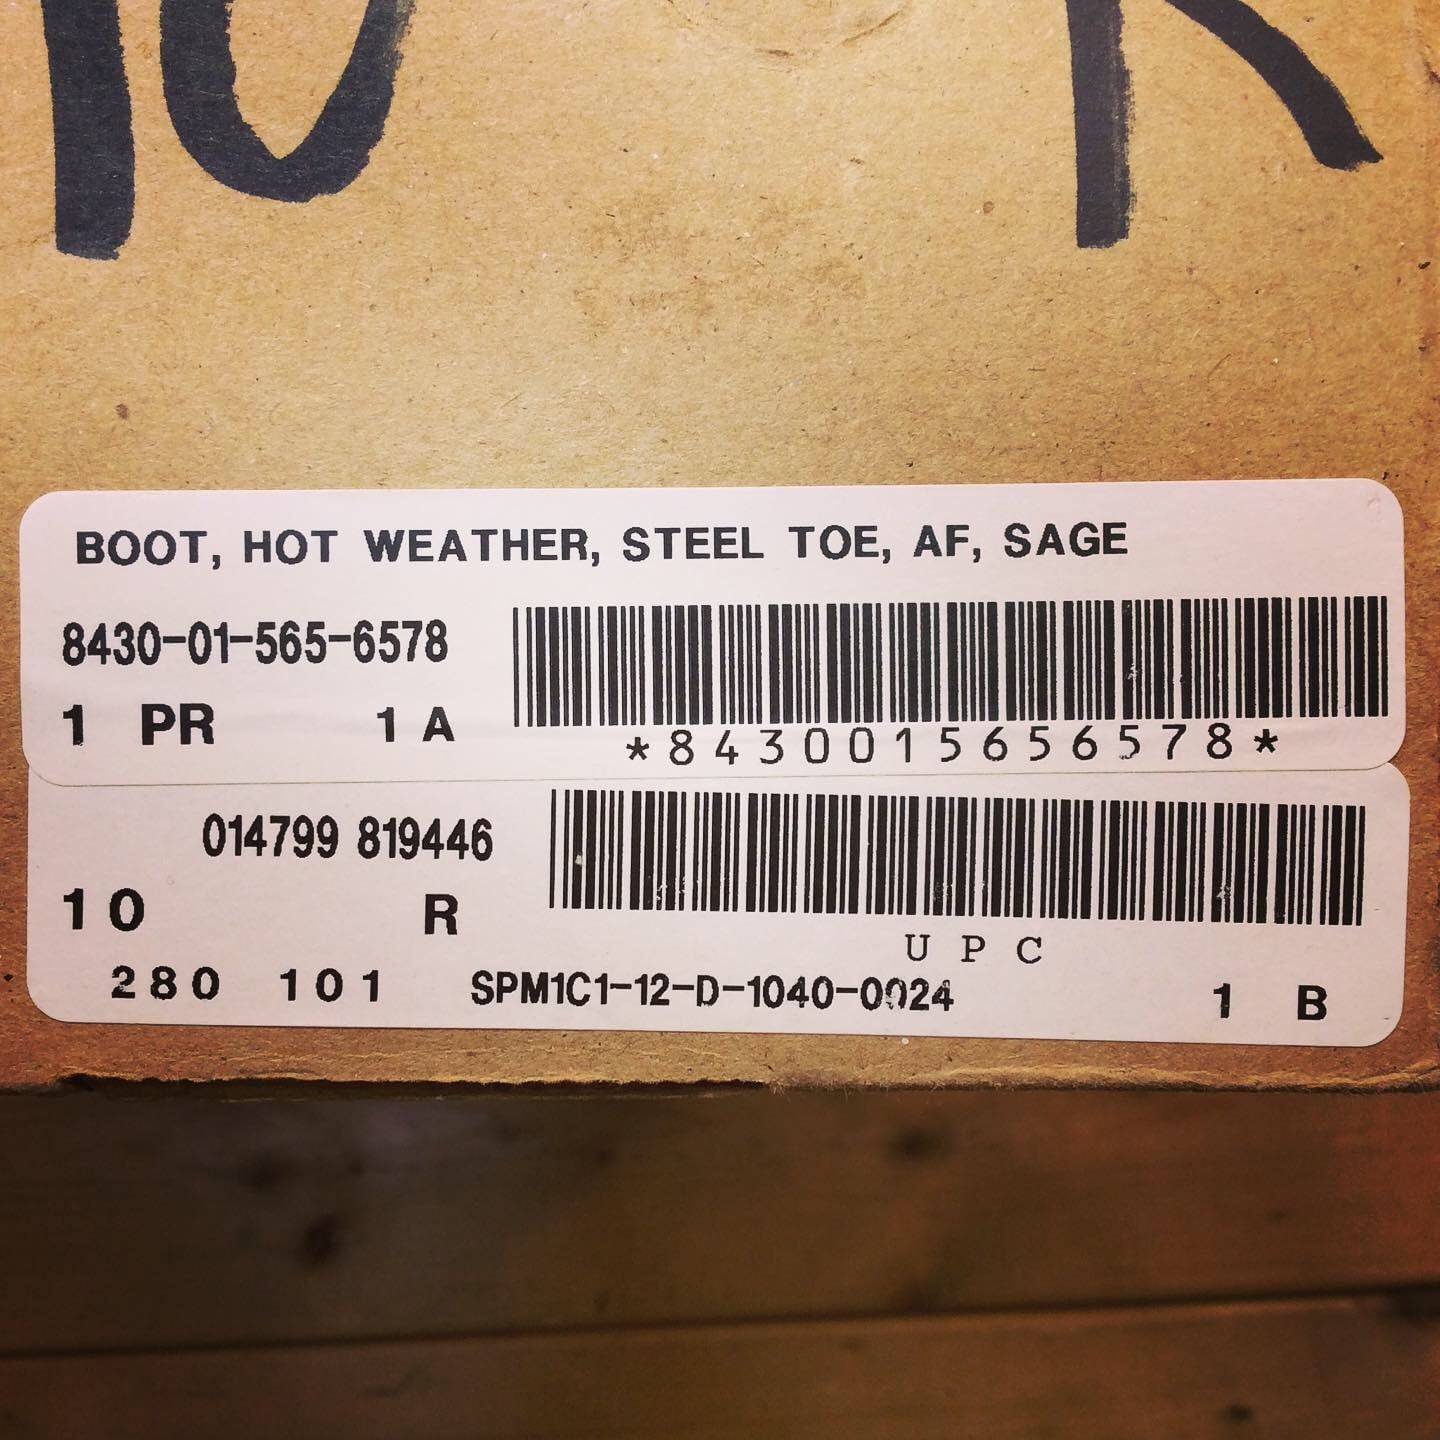 10 R
BOOT, HOT WEATHER, STEEL TOE, AF, SAGE
8430-01-565-6578
1 PR 1 A
*8430015656578*
014799 819446
10 R
UPC
280 101 SPM1C1-12-D-1040-0024 1 B